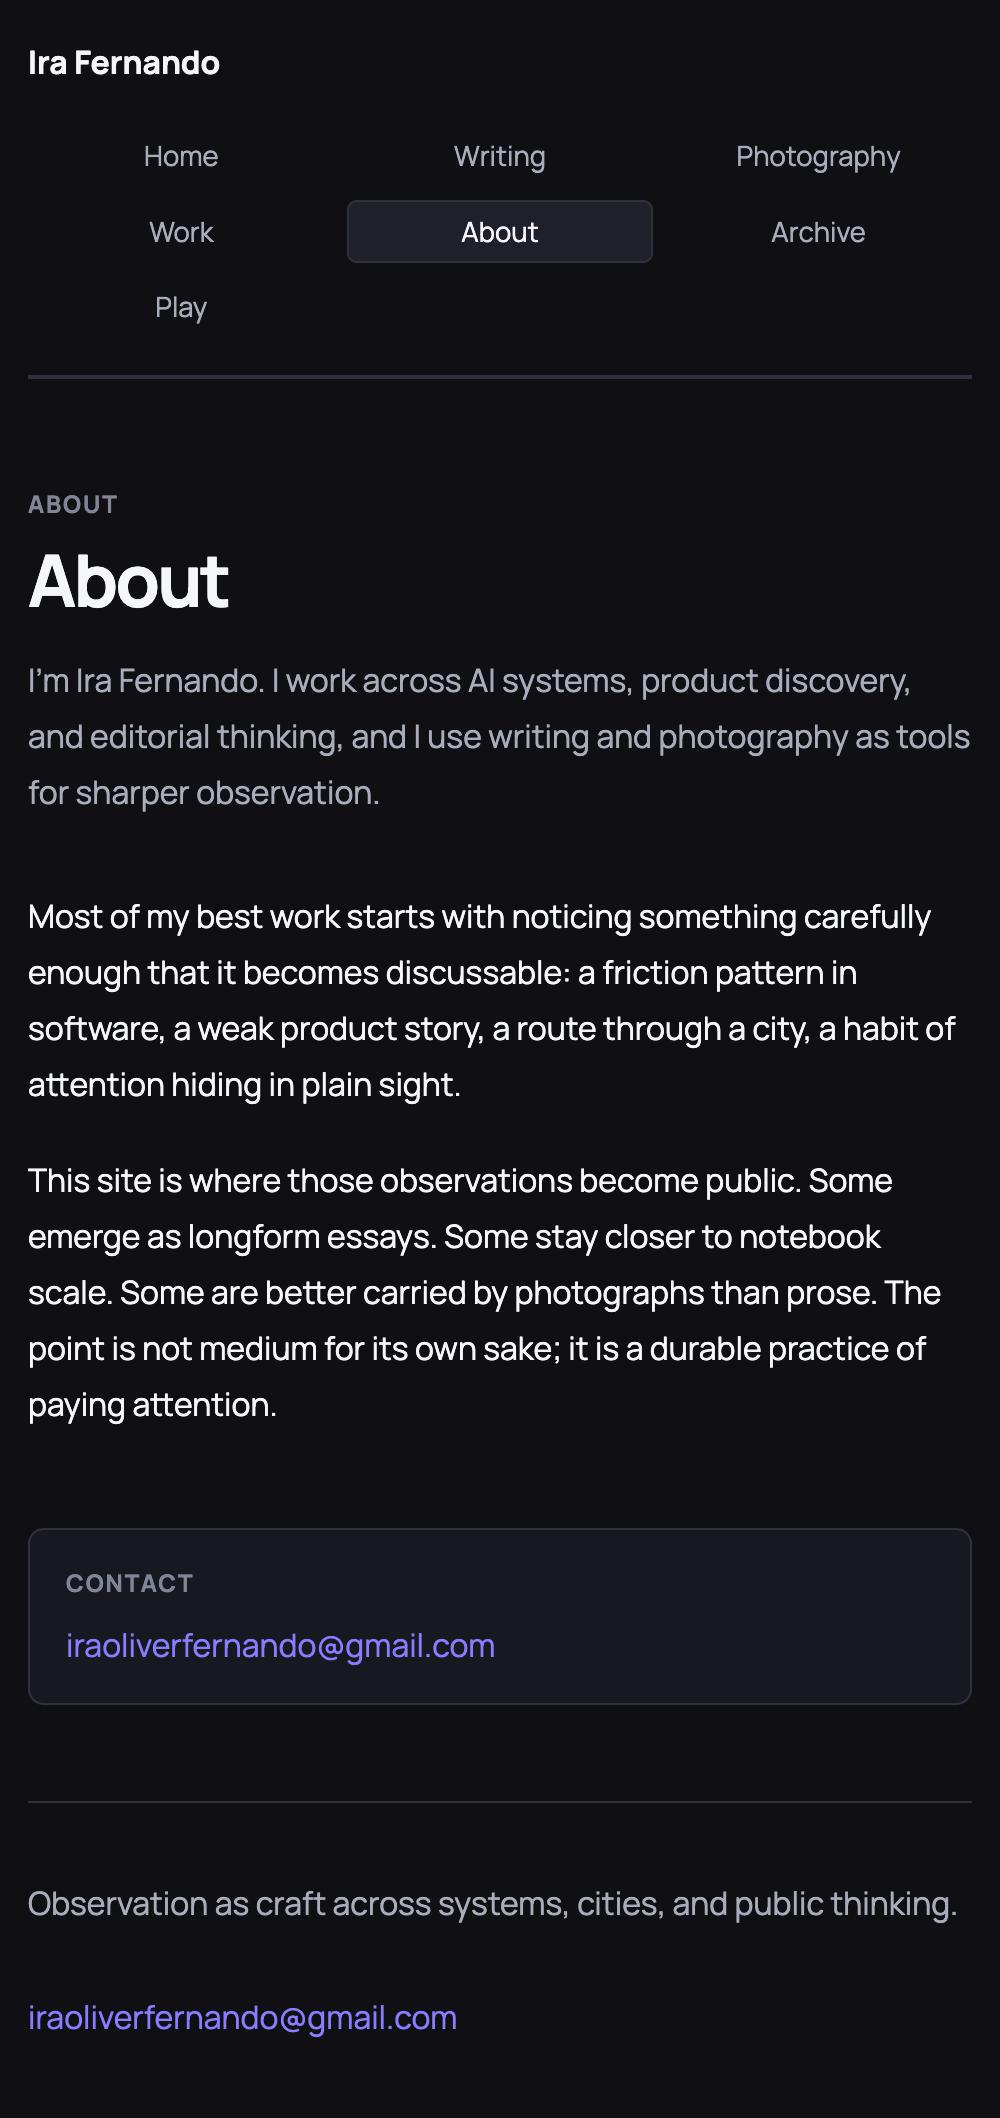 Ira Fernando
Home Writing Photography
Work About Archive
Play
ABOUT
About
I’m Ira Fernando. I work across AI systems, product discovery,
and editorial thinking, and I use writing and photography as tools
for sharper observation.
Most of my best work starts with noticing something carefully
enough that it becomes discussable: a friction pattern in
software, a weak product story, a route through a city, a habit of
attention hiding in plain sight.
This site is where those observations become public. Some
emerge as longform essays. Some stay closer to notebook
scale. Some are better carried by photographs than prose. The
point is not medium for its own sake; it is a durable practice of
paying attention.
CONTACT
iraoliverfernando@gmail.com
Observation as craft across systems, cities, and public thinking.
iraoliverfernando@gmail.com